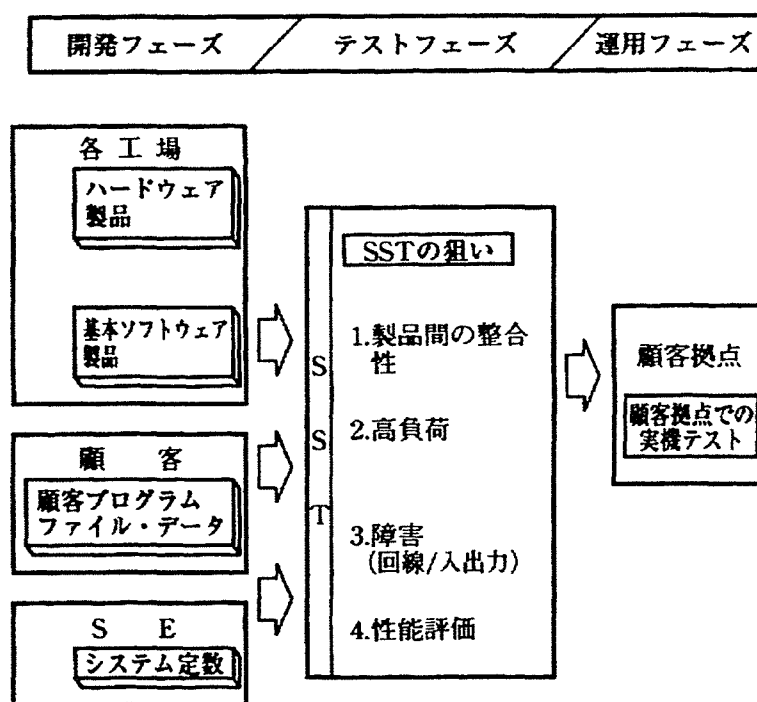 開発フェーズ
テストフェーズ
運用フェーズ
各工場
ハードウェア
製品
基本ソフトウェア
製品
顧 客
顧客プログラム
ファイル・データ
S E
システム定数
S
S
T
SSTの狙い
1.製品間の整合
性
2.高負荷
3.障害
(回線/入出力)
4.性能評価
顧客拠点
顧客拠点での
実機テスト